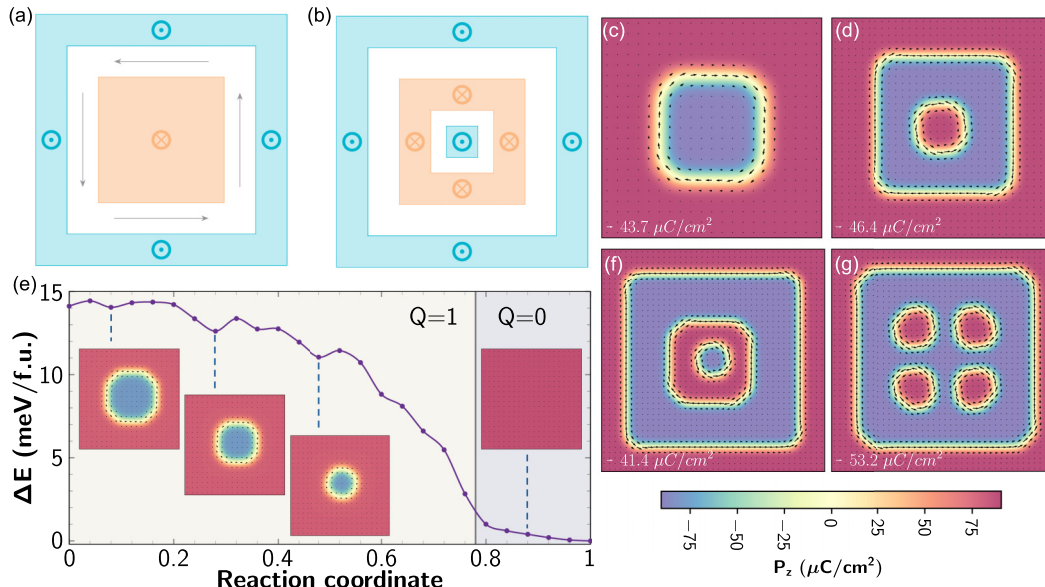 (a)
(b)
(c)
~ 43.7 μC/cm²
(d)
~ 46.4 μC/cm²
(e)
15
10
5
0
ΔE (meV/f.u.)
Q=1
Q=0
0
0.2
0.4
0.6
0.8
1
Reaction coordinate
(f)
~ 41.4 μC/cm²
(g)
~ 53.2 μC/cm²
−75
−50
−25
0
25
50
75
P_z (μC/cm²)